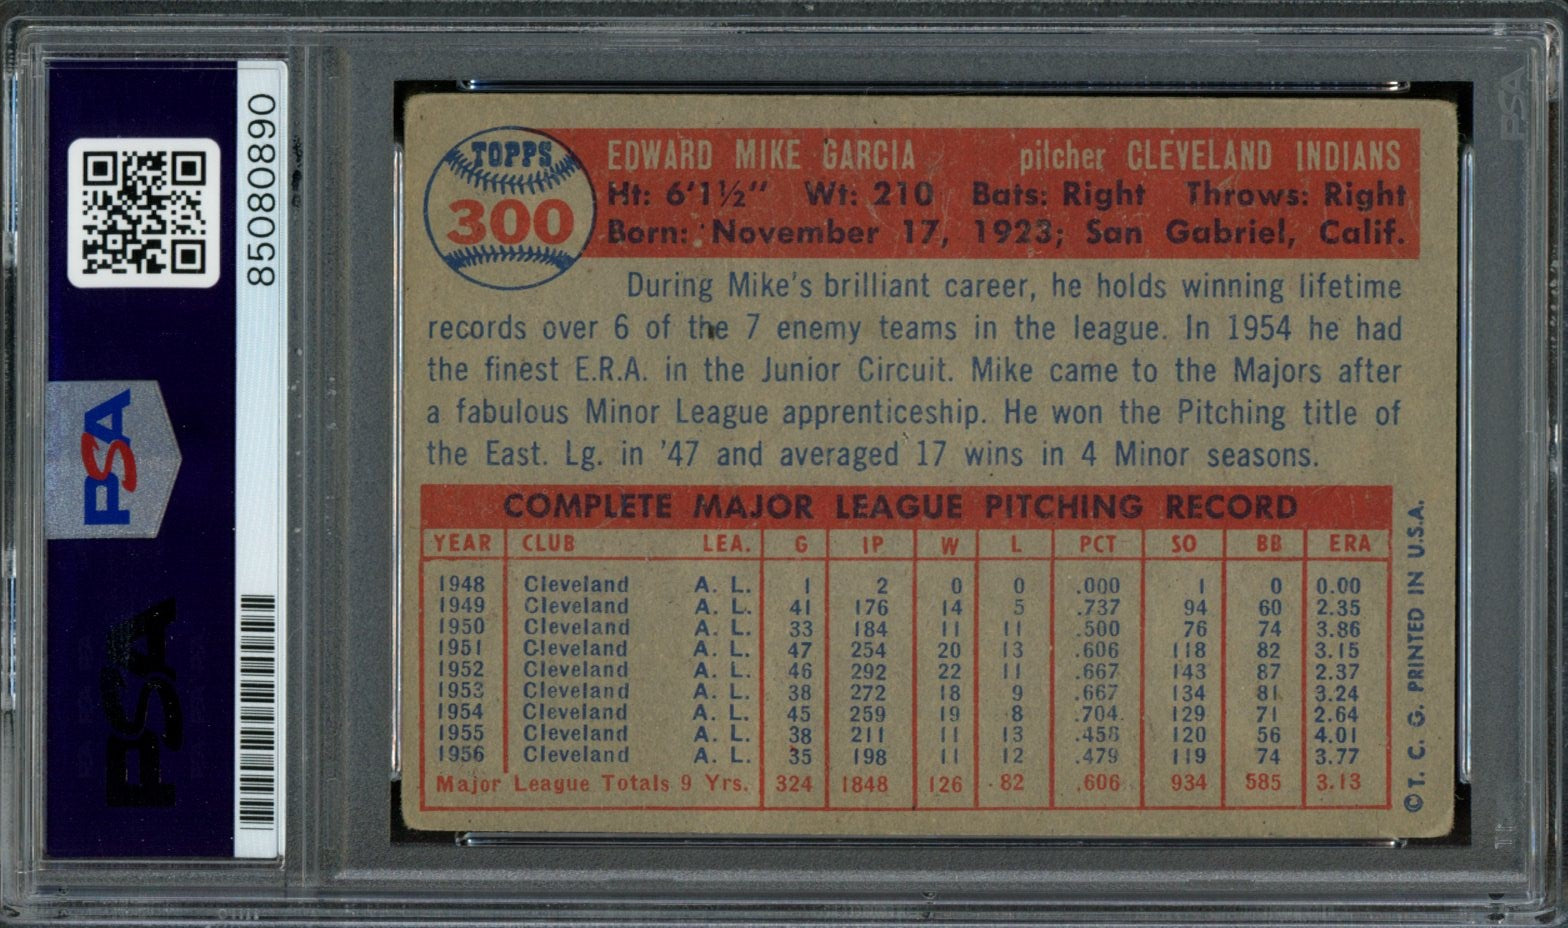 85080890
PSA
PSA
PSA
TOPPS
300
EDWARD MIKE GARCIA pitcher CLEVELAND INDIANS
Ht: 6'1½" Wt: 210 Bats: Right Throws: Right
Born: November 17, 1923; San Gabriel, Calif.
During Mike's brilliant career, he holds winning lifetime
records over 6 of the 7 enemy teams in the league. In 1954 he had
the finest E.R.A. in the Junior Circuit. Mike came to the Majors after
a fabulous Minor League apprenticeship. He won the Pitching title of
the East. Lg. in '47 and averaged 17 wins in 4 Minor seasons.
COMPLETE MAJOR LEAGUE PITCHING RECORD
YEAR CLUB LEA. G IP W L PCT SO BB ERA
1948 Cleveland A. L. 1 2 0 0 .000 1 0 0.00
1949 Cleveland A. L. 41 176 14 5 .737 94 60 2.35
1950 Cleveland A. L. 33 184 11 11 .500 76 74 3.86
1951 Cleveland A. L. 47 254 20 13 .606 118 82 3.15
1952 Cleveland A. L. 46 292 22 11 .667 143 87 2.37
1953 Cleveland A. L. 38 272 18 9 .667 134 81 3.24
1954 Cleveland A. L. 45 259 19 8 .704 129 71 2.64
1955 Cleveland A. L. 38 211 11 13 .458 120 56 4.01
1956 Cleveland A. L. 35 198 11 12 .479 116 74 3.77
Major League Totals 9 Yrs. 324 1848 126 82 .606 934 585 3.13
©T. C. G. PRINTED IN U.S.A.